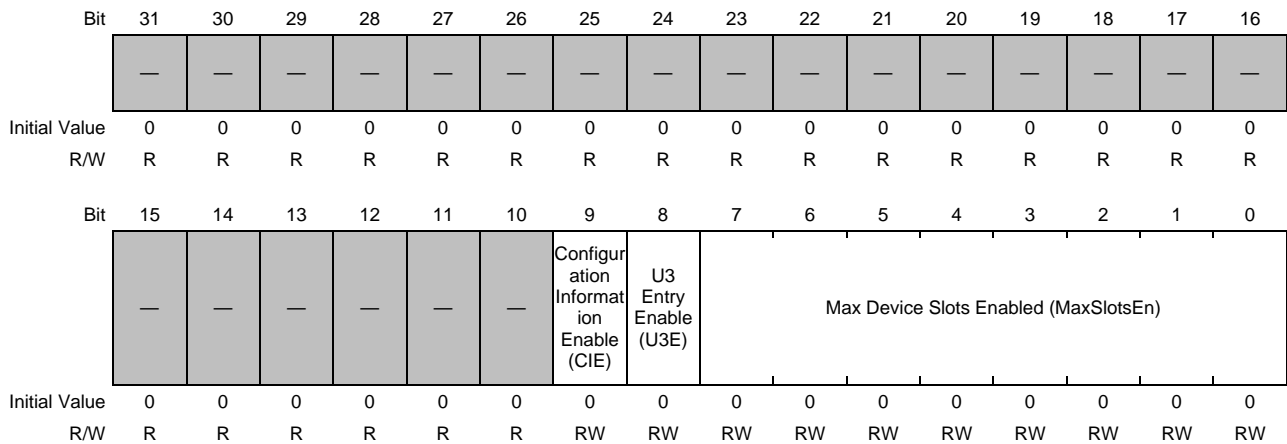 Bit 31 30 29 28 27 26 25 24 23 22 21 20 19 18 17 16
— — — — — — — — — — — — — — — —
Initial Value 0 0 0 0 0 0 0 0 0 0 0 0 0 0 0 0
R/W R R R R R R R R R R R R R R R R
Bit 15 14 13 12 11 10 9 8 7 6 5 4 3 2 1 0
— — — — — —
Configur
ation
Informat
ion
Enable
(CIE)
U3
Entry
Enable
(U3E)
Max Device Slots Enabled (MaxSlotsEn)
Initial Value 0 0 0 0 0 0 0 0 0 0 0 0 0 0 0 0
R/W R R R R R R RW RW RW RW RW RW RW RW RW RW